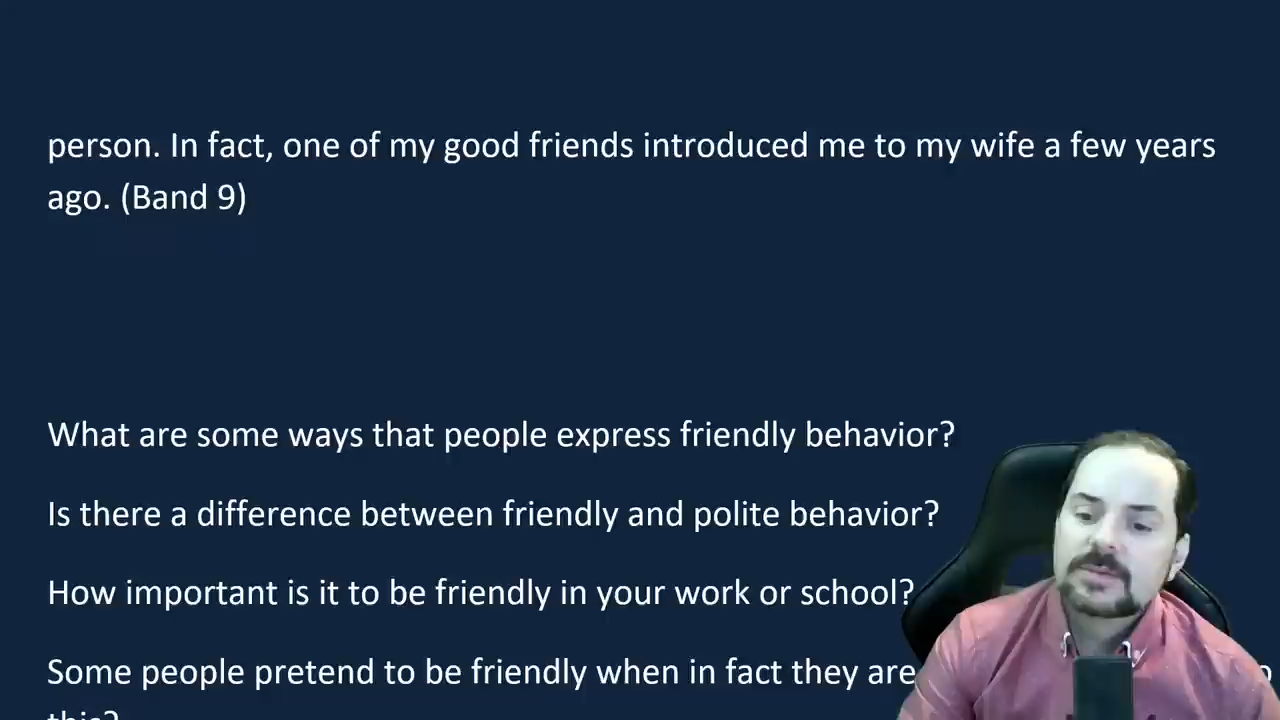 person. In fact, one of my good friends introduced me to my wife a few years
ago. (Band 9)
What are some ways that people express friendly behavior?
Is there a difference between friendly and polite behavior?
How important is it to be friendly in your work or school?
Some people pretend to be friendly when in fact they are
this?